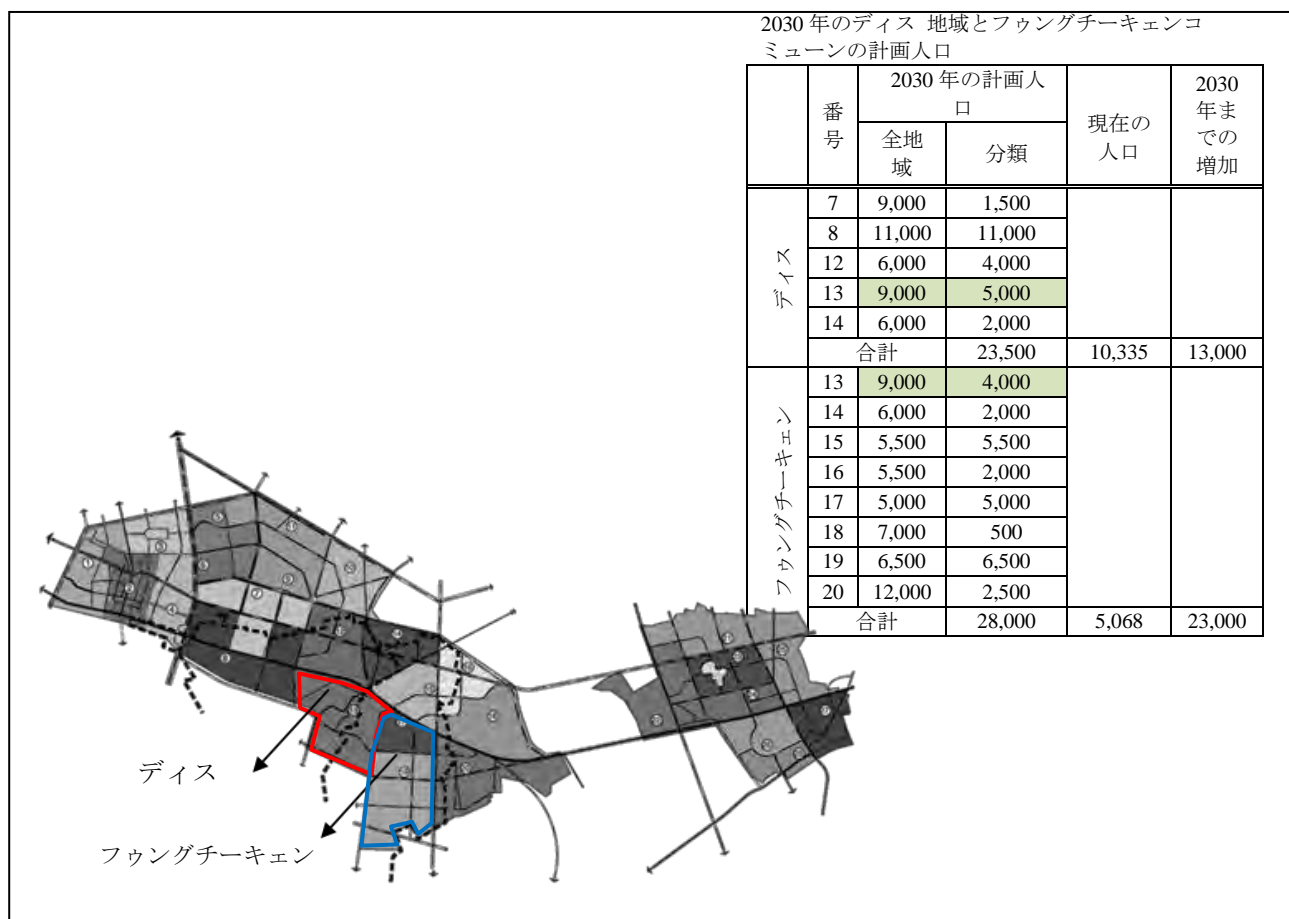 2030 年のディス 地域とフゥングチーキェンコ
ミューンの計画人口
番号 2030 年の計画人口 現在の人口 2030年までの増加
全地域 分類
ディス
7 9,000 1,500
8 11,000 11,000
12 6,000 4,000
13 9,000 5,000
14 6,000 2,000
合計 23,500 10,335 13,000
フゥングチーキェン
13 9,000 4,000
14 6,000 2,000
15 5,500 5,500
16 5,500 2,000
17 5,000 5,000
18 7,000 500
19 6,500 6,500
20 12,000 2,500
合計 28,000 5,068 23,000
ディス
フゥングチーキェン